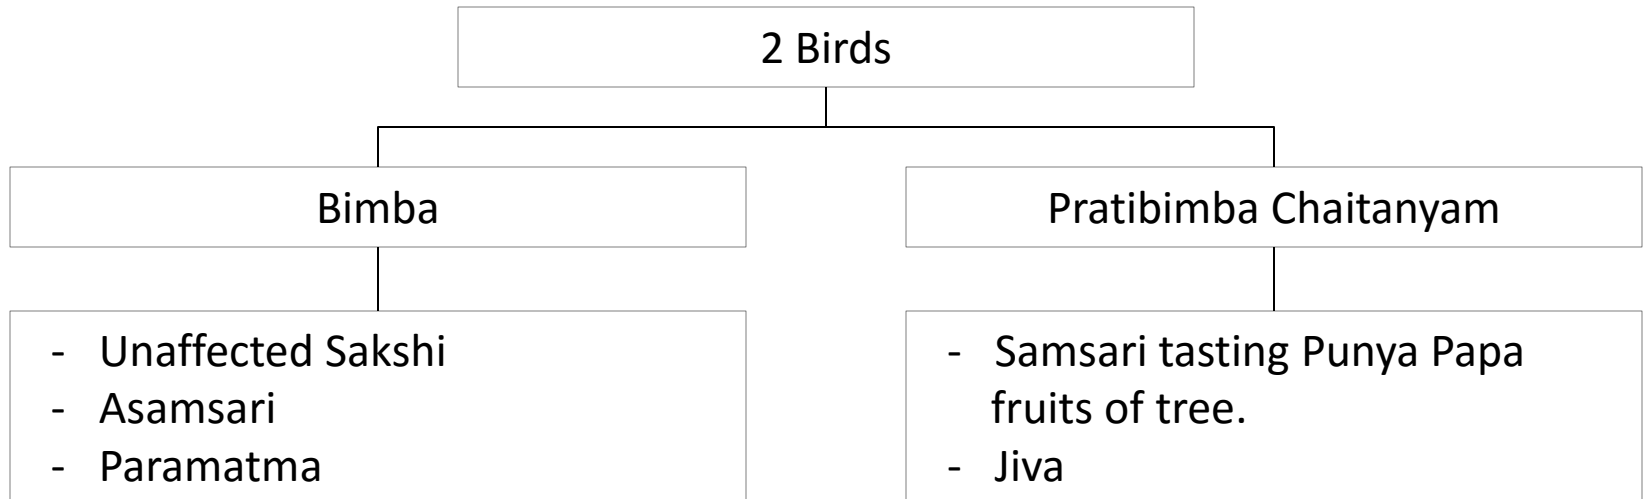 2 Birds
Bimba
Pratibimba Chaitanyam
- Unaffected Sakshi
- Asamsari
- Paramatma
- Samsari tasting Punya Papa
fruits of tree.
- Jiva